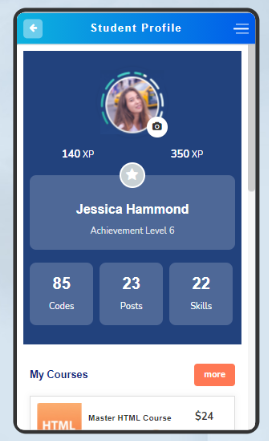 Student Profile
140 XP 350 XP
Jessica Hammond
Achievement Level 6
85 23 22
Codes Posts Skills
My Courses more
HTML Master HTML Course $24